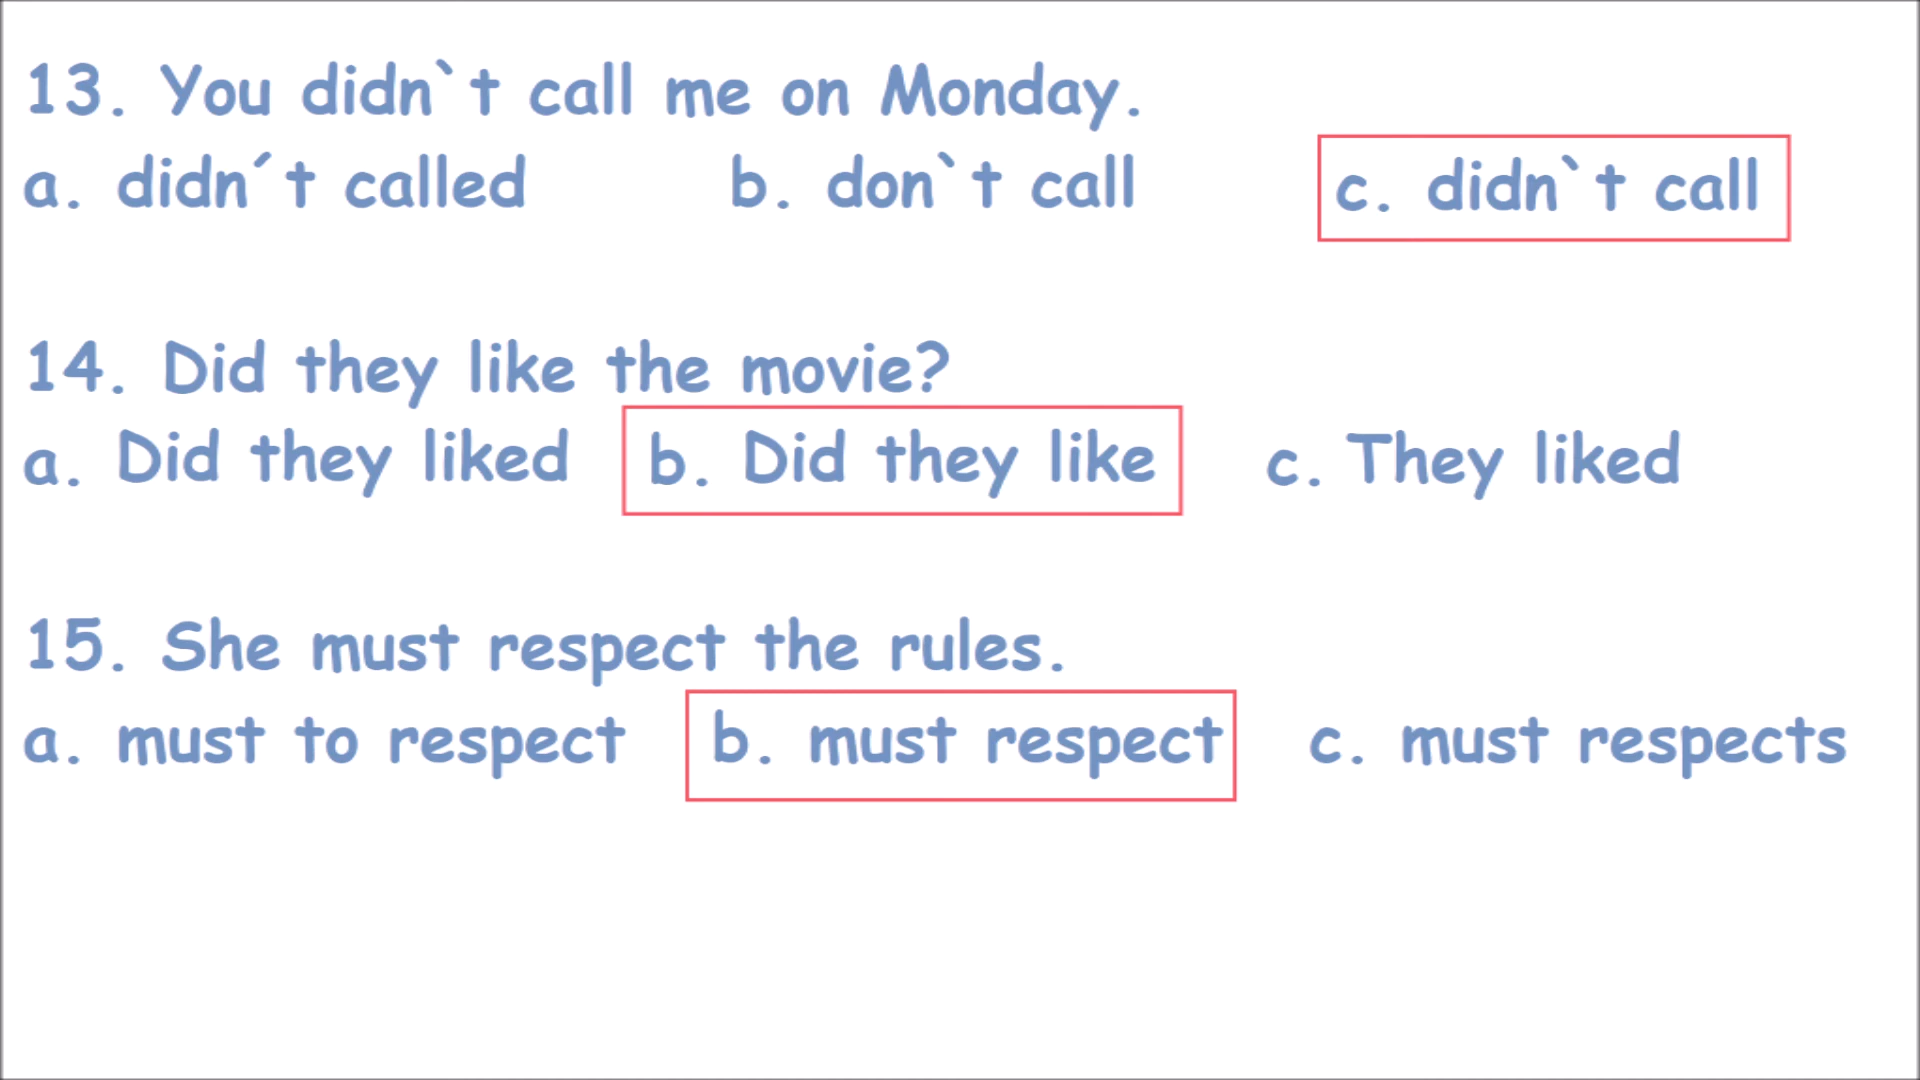 13. You didn`t call me on Monday.
a. didn´t called b. don`t call c. didn`t call
14. Did they like the movie?
a. Did they liked b. Did they like c. They liked
15. She must respect the rules.
a. must to respect b. must respect c. must respects